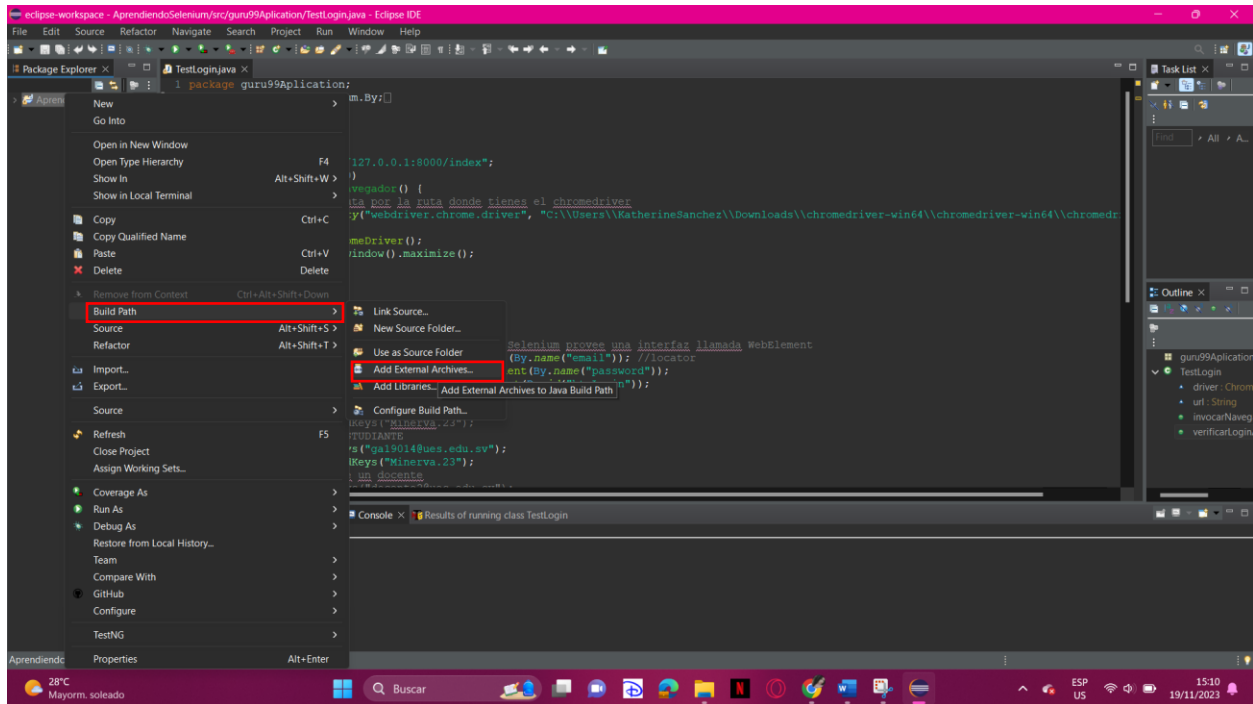 eclipse-workspace - AprendiendoSelenium/src/guru99Aplication/TestLogin.java - Eclipse IDE
File Edit Source Refactor Navigate Search Project Run Window Help
Package Explorer
TestLogin.java
Task List
1 package guru99Aplication;
um.By;
Apren
New
Go Into
Open in New Window
Open Type Hierarchy F4
Show In Alt+Shift+W >
Show in Local Terminal
Copy Ctrl+C
Copy Qualified Name
Paste Ctrl+V
Delete Delete
Remove from Context Ctrl+Alt+Shift+Down
Build Path
Source Alt+Shift+S >
Refactor Alt+Shift+T >
Import...
Export...
Source
Refresh F5
Close Project
Assign Working Sets...
Coverage As
Run As
Debug As
Restore from Local History...
Team
Compare With
GitHub
Configure
TestNG
Properties Alt+Enter
Link Source...
New Source Folder...
Use as Source Folder
Add External Archives...
Add Libraries...
Add External Archives to Java Build Path
Configure Build Path...
127.0.0.1:8000/index";
)
vegador() {
ta por la ruta donde tienes el chromedriver
y("webdriver.chrome.driver", "C:\\Users\\KatherineSanchez\\Downloads\\chromedriver-win64\\chromedriver-win64\\chromedr
omeDriver();
window().maximize();
Selenium provee una interfaz llamada WebElement
(By.name("email")); //locator
ent(By.name("password"));
n"));
Keys("Minerva.23");
STUDIANTE
s("ga19014@ues.edu.sv");
Keys("Minerva.23");
un docente
Find All A...
Outline
guru99Aplication
TestLogin
driver : Chrom
url : String
invocarNaveg
verificarLogin
Console
Results of running class TestLogin
Aprendiendo
28°C
Mayorm. soleado
Buscar
ESP
US
15:10
19/11/2023